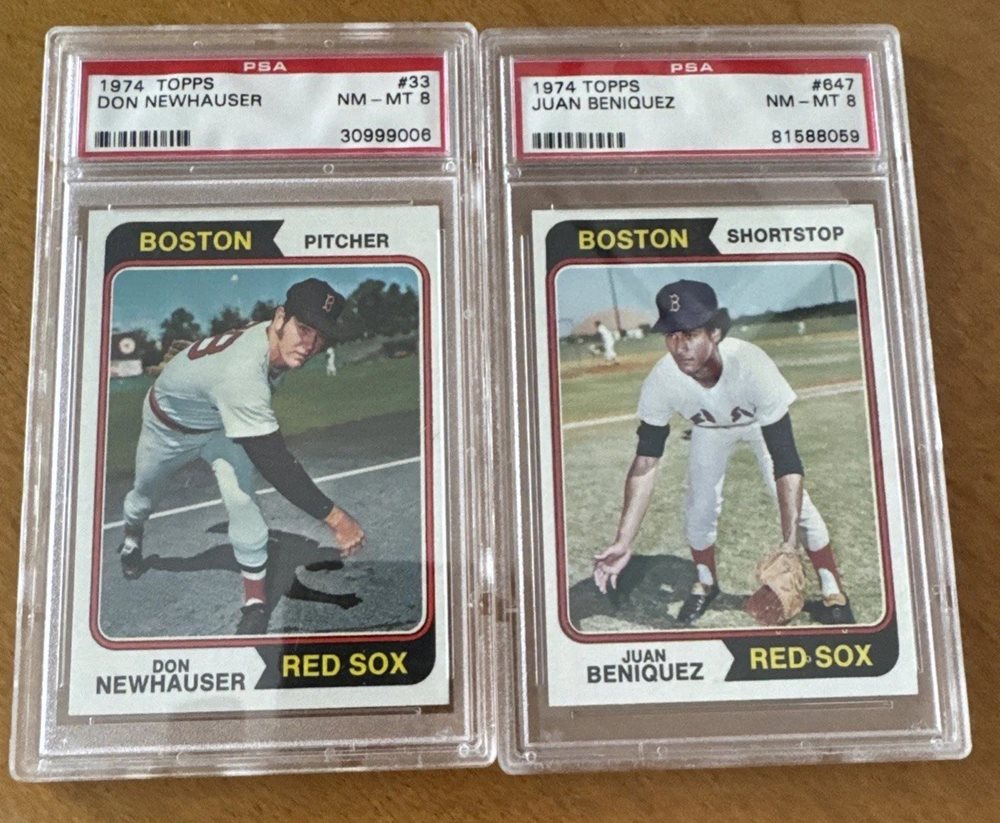 PSA
1974 TOPPS #33
DON NEWHAUSER NM - MT 8
30999006
BOSTON
PITCHER
B
DON
NEWHAUSER
RED SOX
PSA
1974 TOPPS #647
JUAN BENIQUEZ NM - MT 8
81588059
BOSTON
SHORTSTOP
B
JUAN
BENIQUEZ
RED SOX